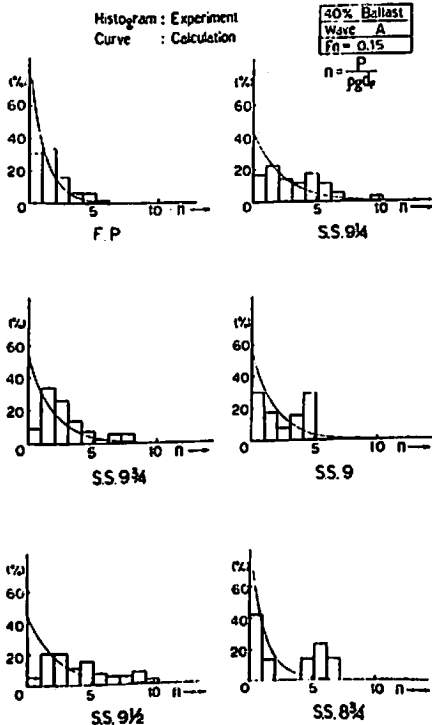 Histogram : Experiment
Curve : Calculation
40% Ballast
Wave A
Fn = 0.15
n = P / ρgdₑ
(%)
60
40
20
0 5 10 n →
F.P
(%)
60
40
20
0 5 10 n →
S.S.9¼
(%)
60
40
20
0 5 10 n →
S.S.9¾
(%)
60
40
20
0 5 10 n →
S.S.9
(%)
60
40
20
0 5 10 n →
S.S.9½
(%)
60
40
20
0 5 10 n →
S.S.8¾